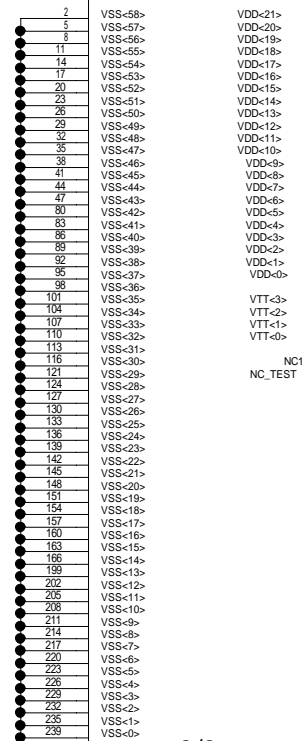 2 VSS<58> VDD<21>
5 VSS<57> VDD<20>
8 VSS<56> VDD<19>
11 VSS<55> VDD<18>
14 VSS<54> VDD<17>
17 VSS<53> VDD<16>
20 VSS<52> VDD<15>
23 VSS<51> VDD<14>
26 VSS<50> VDD<13>
29 VSS<49> VDD<12>
32 VSS<48> VDD<11>
35 VSS<47> VDD<10>
38 VSS<46> VDD<9>
41 VSS<45> VDD<8>
44 VSS<44> VDD<7>
47 VSS<43> VDD<6>
80 VSS<42> VDD<5>
83 VSS<41> VDD<4>
86 VSS<40> VDD<3>
89 VSS<39> VDD<2>
92 VSS<38> VDD<1>
95 VSS<37> VDD<0>
98 VSS<36>
101 VSS<35> VTT<3>
104 VSS<34> VTT<2>
107 VSS<33> VTT<1>
110 VSS<32> VTT<0>
113 VSS<31>
116 VSS<30> NC1
121 VSS<29> NC_TEST
124 VSS<28>
127 VSS<27>
130 VSS<26>
133 VSS<25>
136 VSS<24>
139 VSS<23>
142 VSS<22>
145 VSS<21>
148 VSS<20>
151 VSS<19>
154 VSS<18>
157 VSS<17>
160 VSS<16>
163 VSS<15>
166 VSS<14>
199 VSS<13>
202 VSS<12>
205 VSS<11>
208 VSS<10>
211 VSS<9>
214 VSS<8>
217 VSS<7>
220 VSS<6>
223 VSS<5>
226 VSS<4>
229 VSS<3>
232 VSS<2>
235 VSS<1>
239 VSS<0>